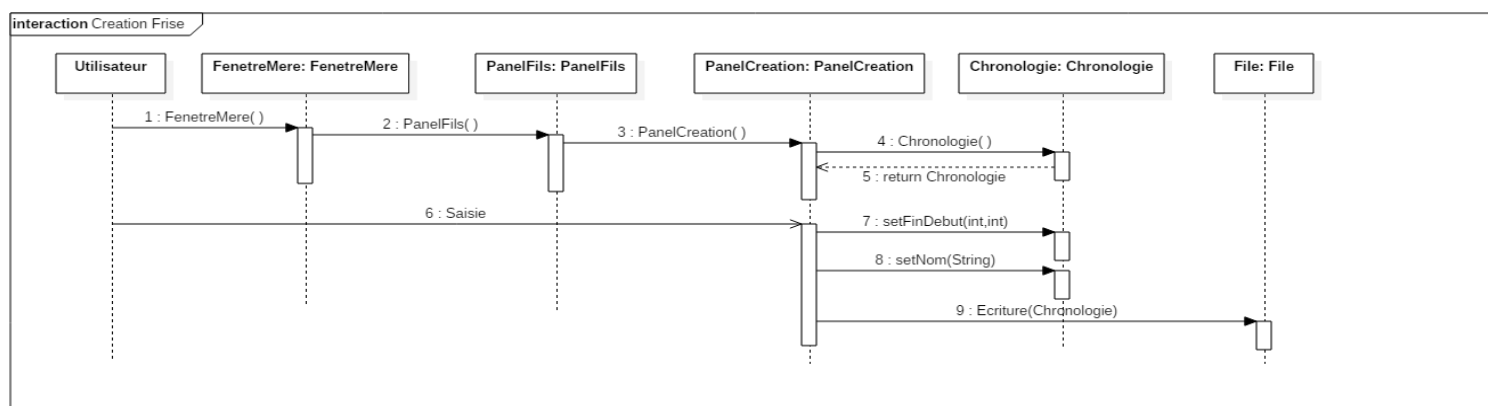 interaction Creation Frise
Utilisateur
FenetreMere: FenetreMere
PanelFils: PanelFils
PanelCreation: PanelCreation
Chronologie: Chronologie
File: File
1 : FenetreMere( )
2 : PanelFils( )
3 : PanelCreation( )
4 : Chronologie( )
5 : return Chronologie
6 : Saisie
7 : setFinDebut(int,int)
8 : setNom(String)
9 : Ecriture(Chronologie)